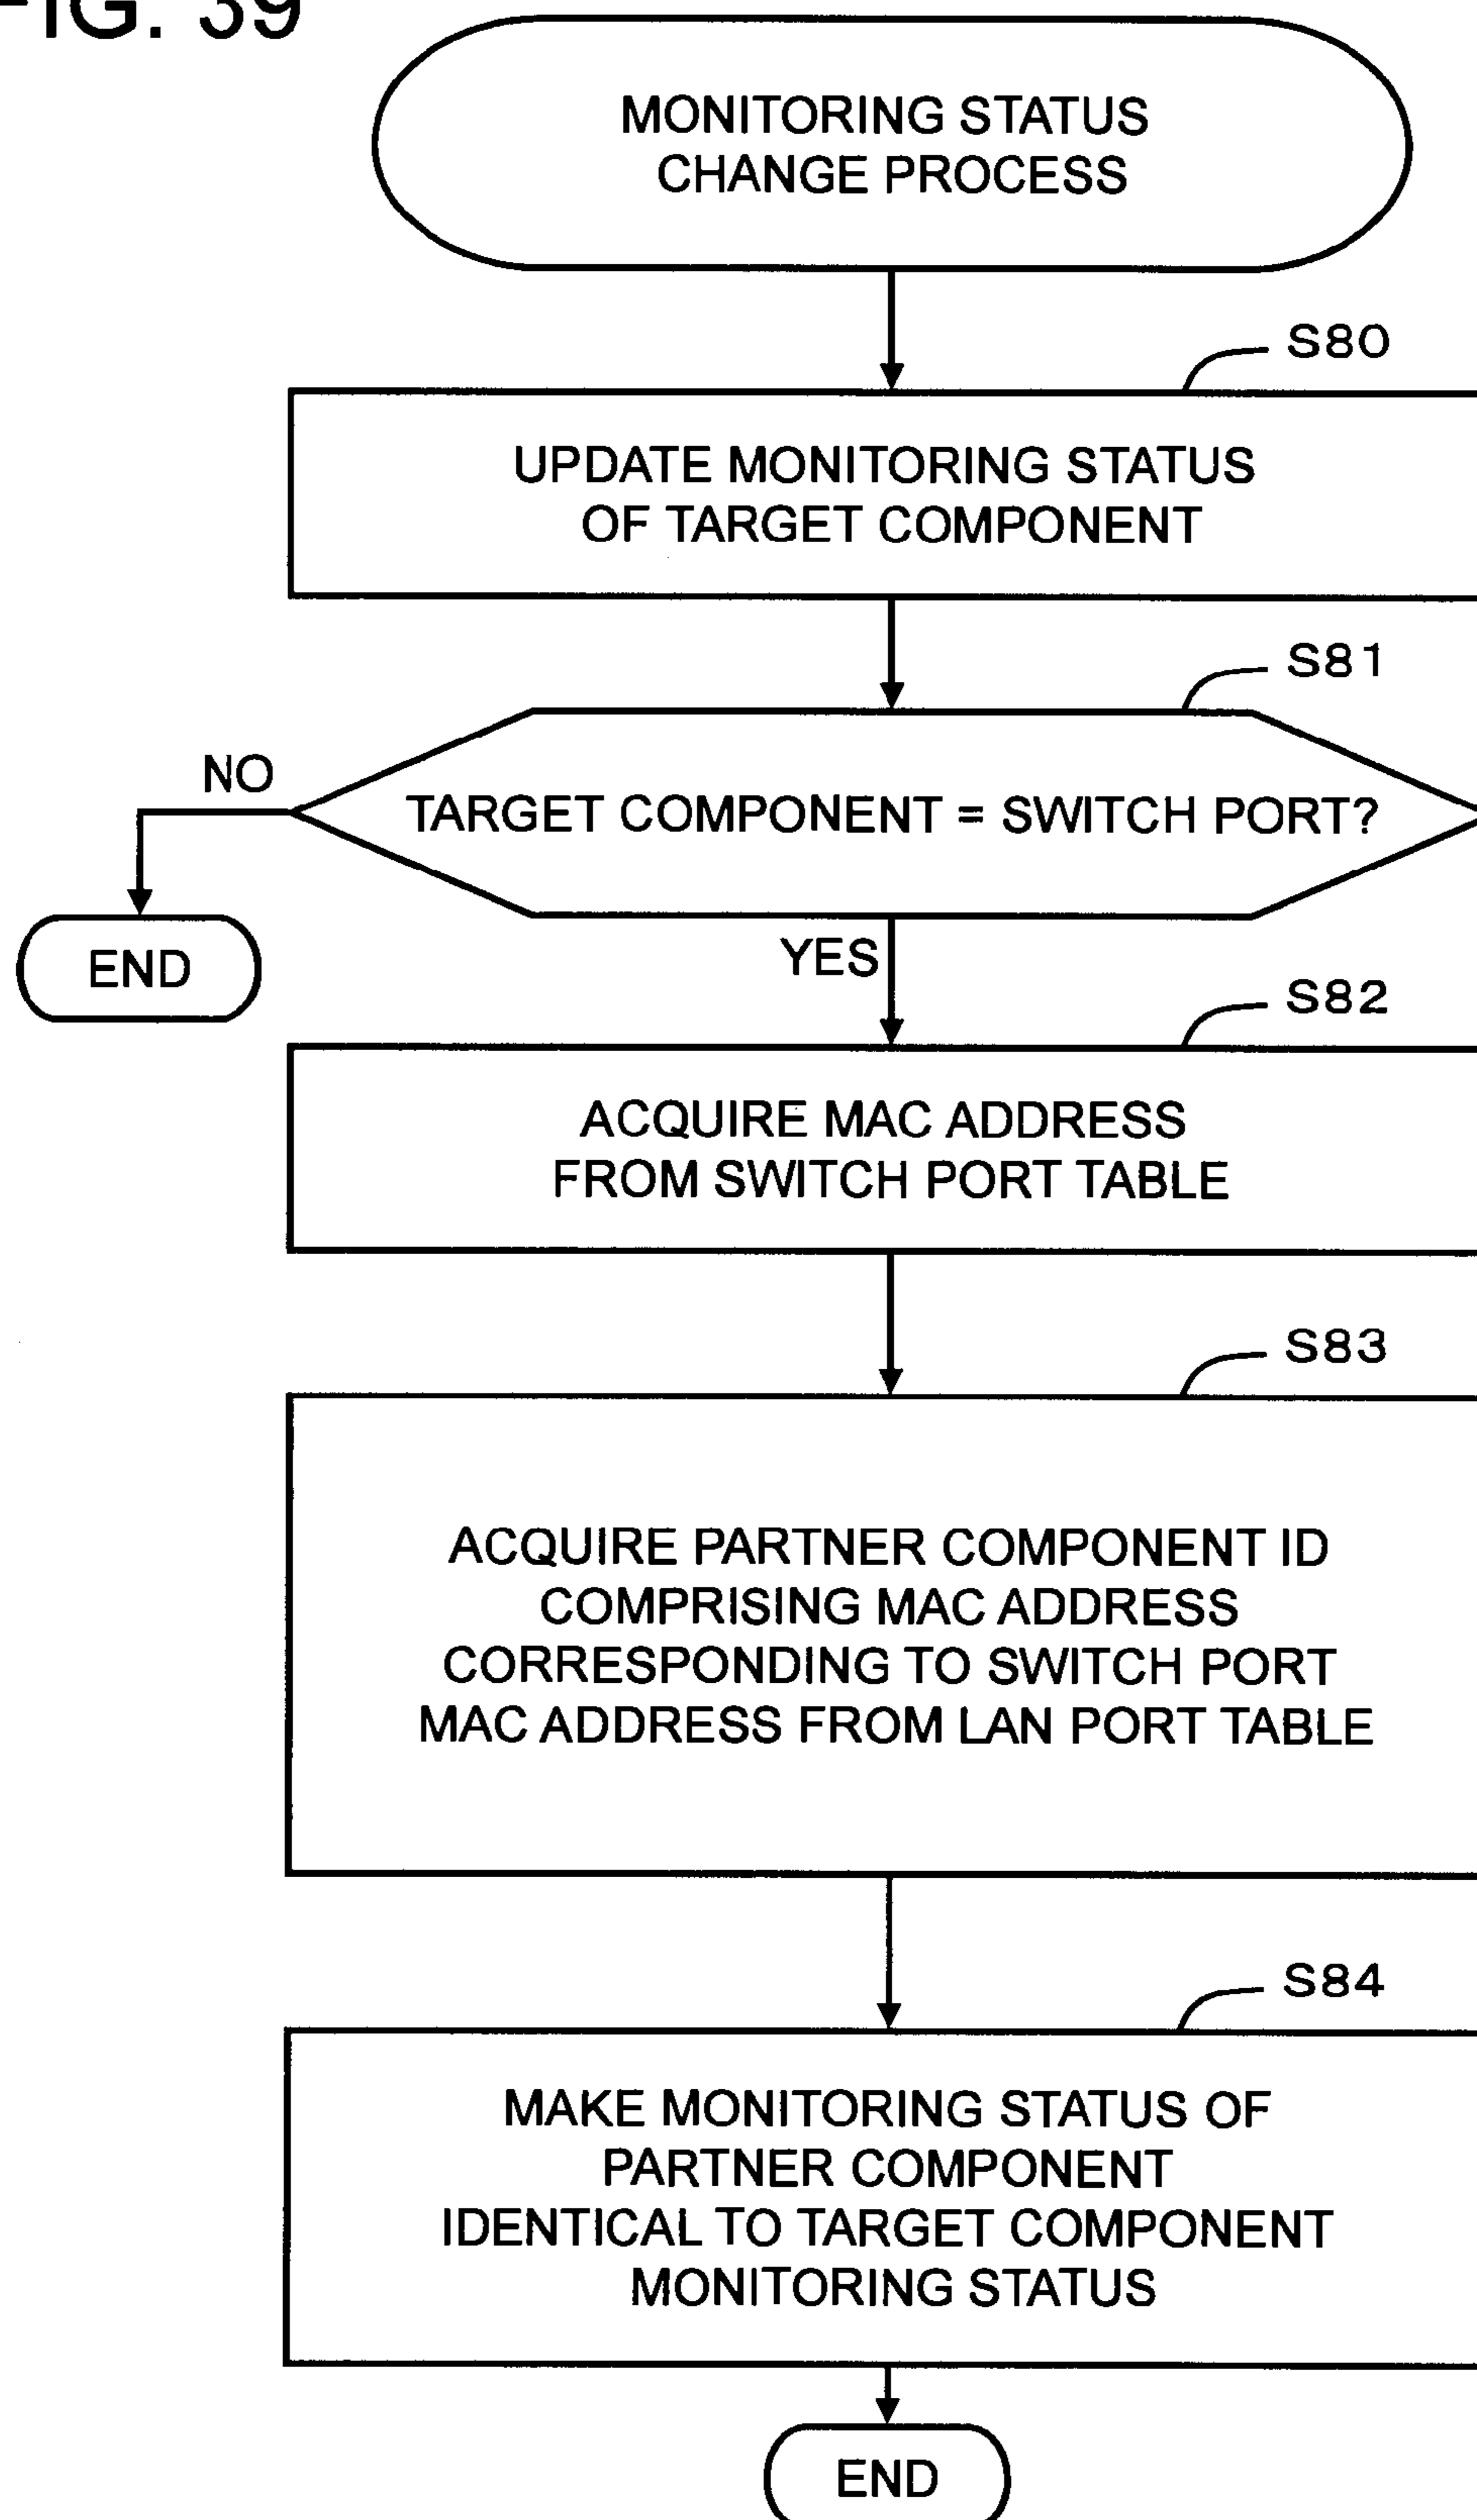 FIG. 39
MONITORING STATUS
CHANGE PROCESS
S80
UPDATE MONITORING STATUS
OF TARGET COMPONENT
S81
NO
TARGET COMPONENT = SWITCH PORT?
END
YES
S82
ACQUIRE MAC ADDRESS
FROM SWITCH PORT TABLE
S83
ACQUIRE PARTNER COMPONENT ID
COMPRISING MAC ADDRESS
CORRESPONDING TO SWITCH PORT
MAC ADDRESS FROM LAN PORT TABLE
S84
MAKE MONITORING STATUS OF
PARTNER COMPONENT
IDENTICAL TO TARGET COMPONENT
MONITORING STATUS
END